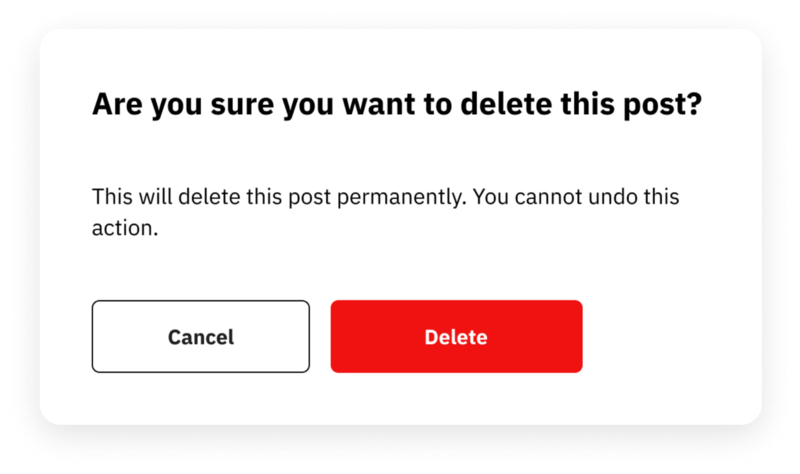 Are you sure you want to delete this post?
This will delete this post permanently. You cannot undo this
action.
Cancel
Delete